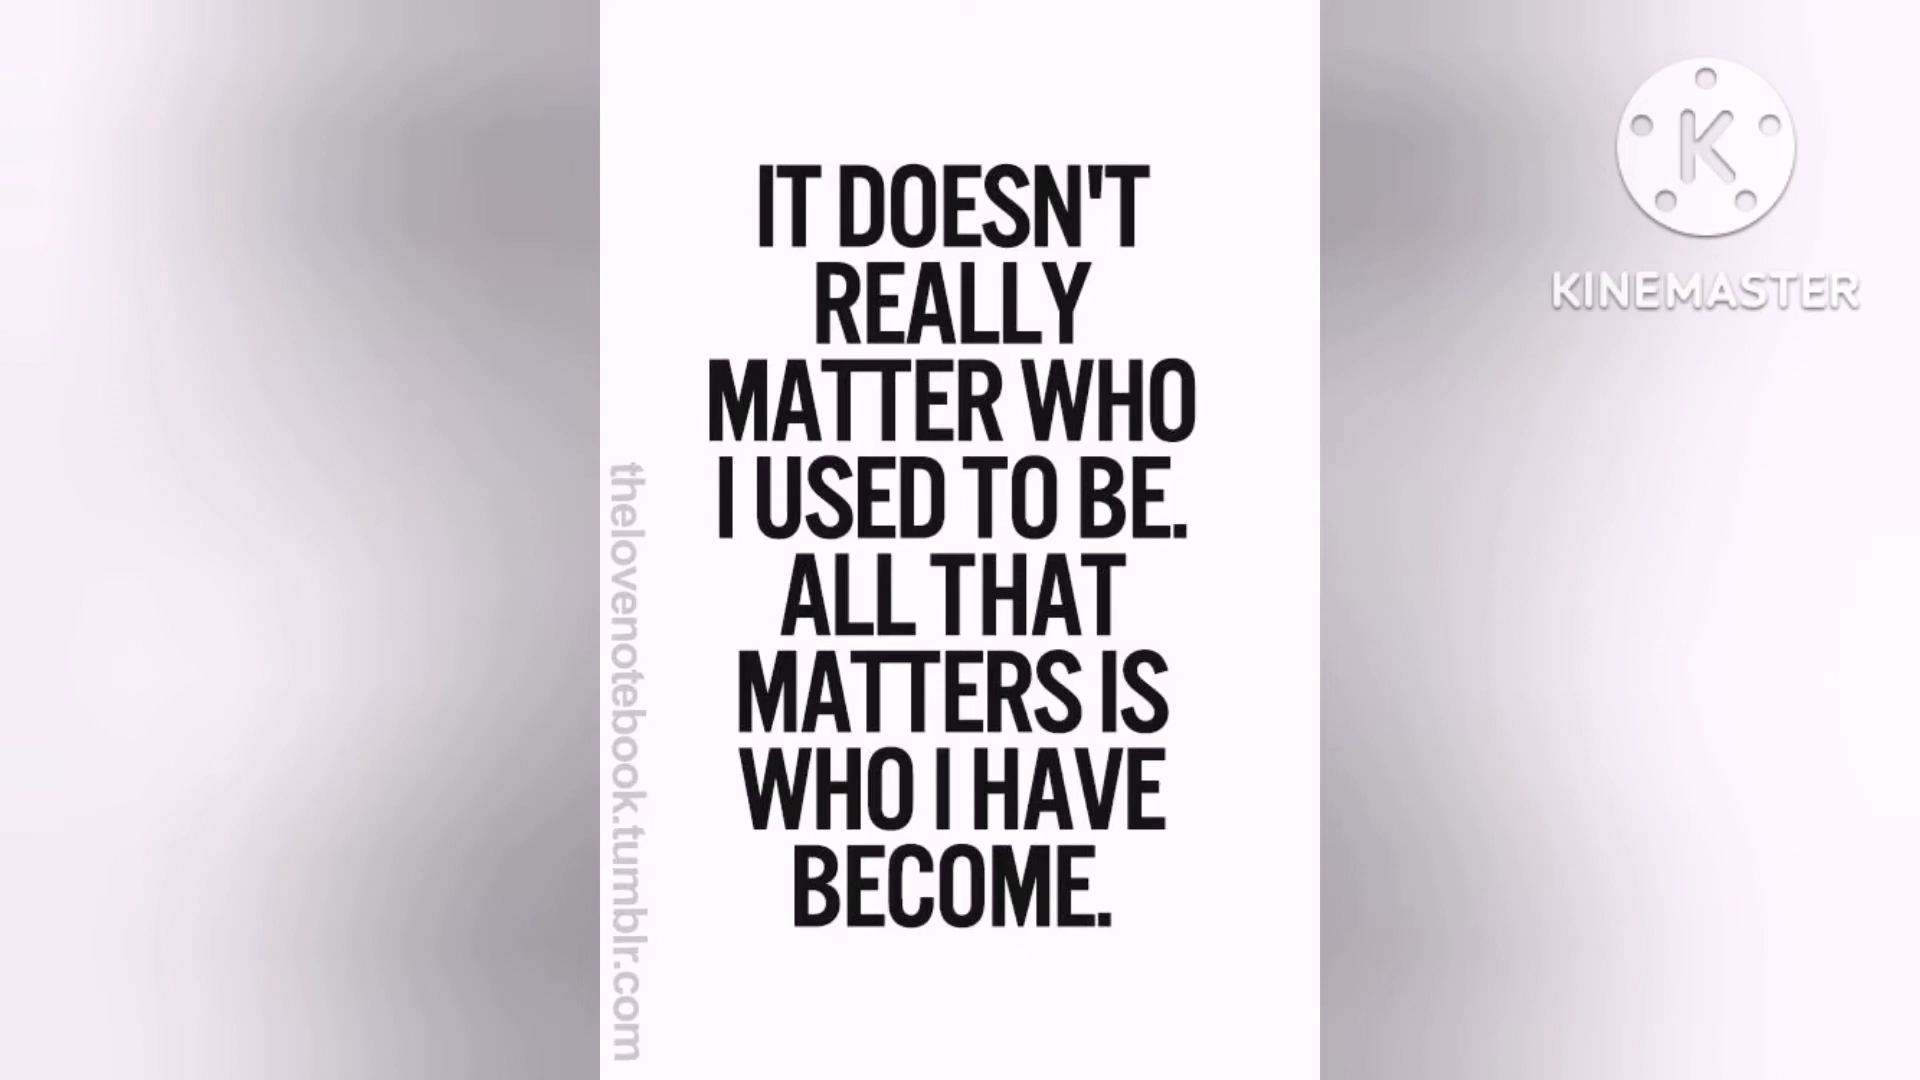 IT DOESN'T
REALLY
MATTER WHO
I USED TO BE.
ALL THAT
MATTERS IS
WHO I HAVE
BECOME.
thelovenotebook.tumblr.com
K
KINEMASTER